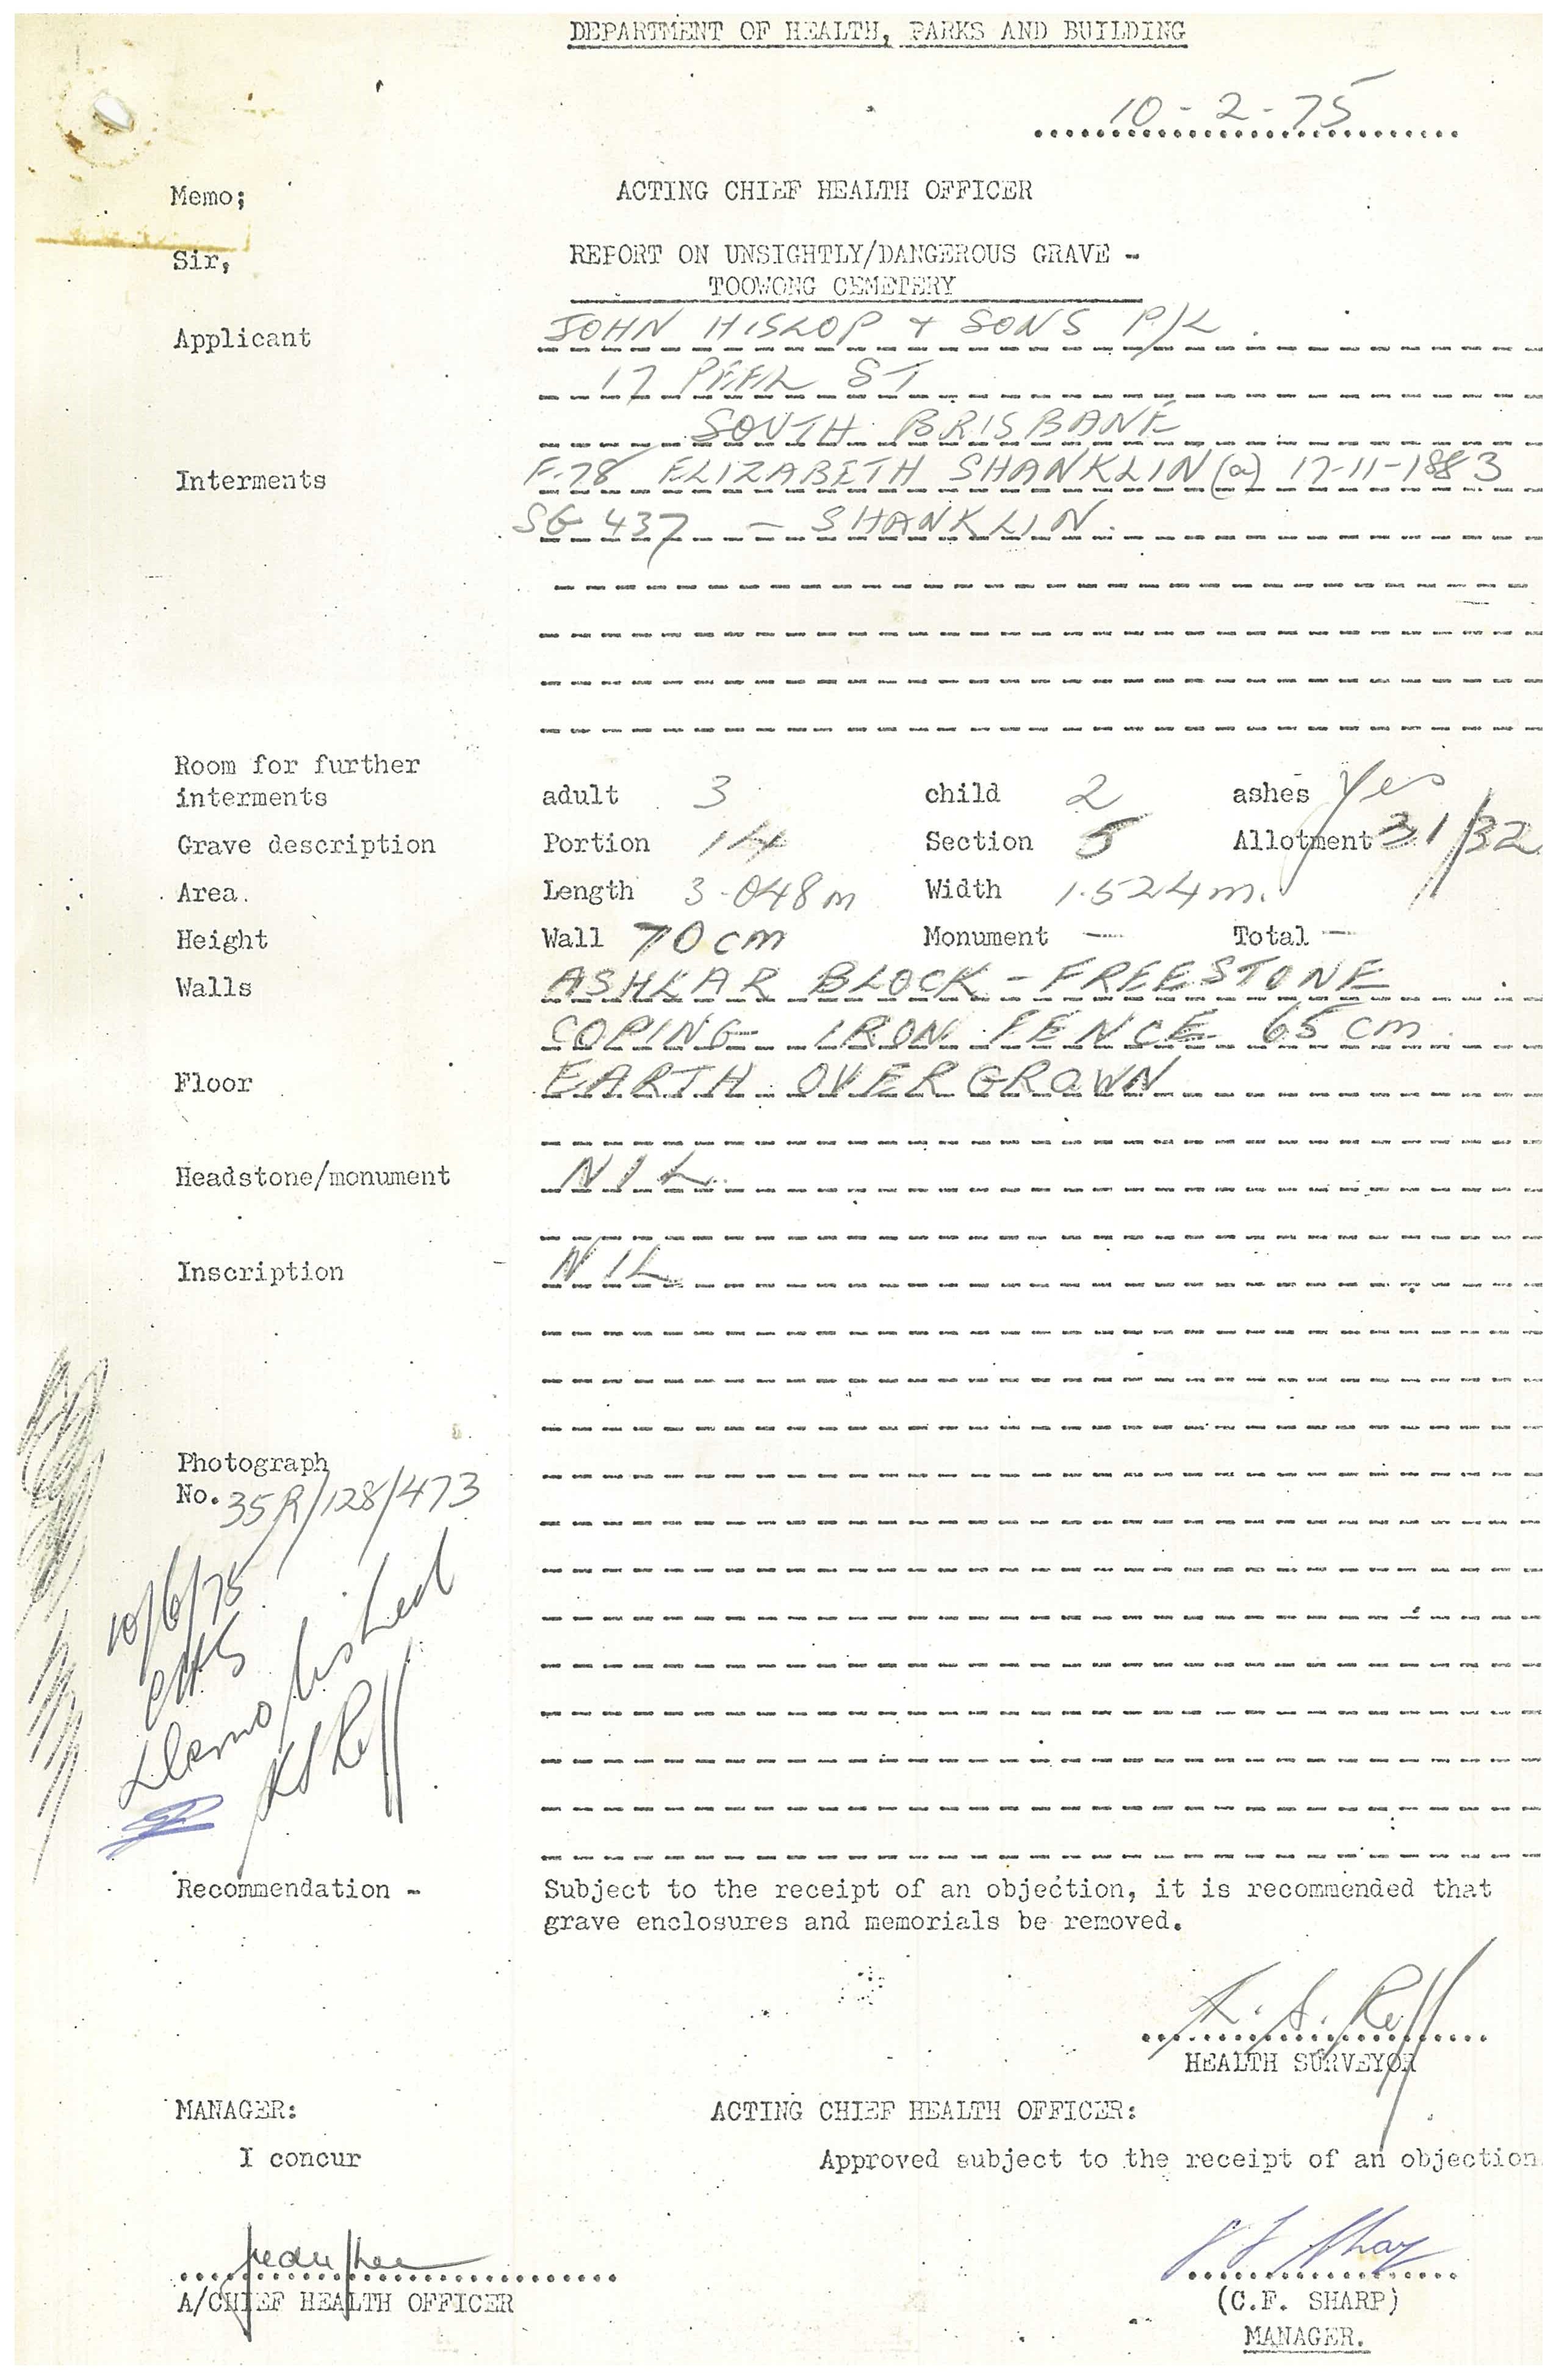 DEPARTMENT OF HEALTH, PARKS AND BUILDING
10-2-75
Memo; ACTING CHIEF HEALTH OFFICER
Sir, REPORT ON UNSIGHTLY/DANGEROUS GRAVE -
TOOWONG CEMETERY
Applicant JOHN HISLOP + SONS P/L.
17 PEEL ST
SOUTH BRISBANE
Interments F.78 ELIZABETH SHANKLIN (a) 17-11-1883
SG 437 - SHANKLIN.
Room for further
interments adult 3 child 2 ashes Yes
Grave description Portion 14 Section 5 Allotment 31/32
Area. Length 3.048m Width 1.524m.
Height Wall 70cm Monument — Total —
Walls ASHLAR BLOCK - FREESTONE
COPING IRON FENCE 65cm.
Floor EARTH OVERGROWN
Headstone/monument NIL
Inscription NIL
Photograph
No. 35R/128/473
10/6/75
CHS
Demolished
Recommendation - Subject to the receipt of an objection, it is recommended that
grave enclosures and memorials be removed.
HEALTH SURVEYOR
MANAGER: ACTING CHIEF HEALTH OFFICER:
I concur Approved subject to the receipt of an objection
A/CHIEF HEALTH OFFICER (C.F. SHARP)
MANAGER.